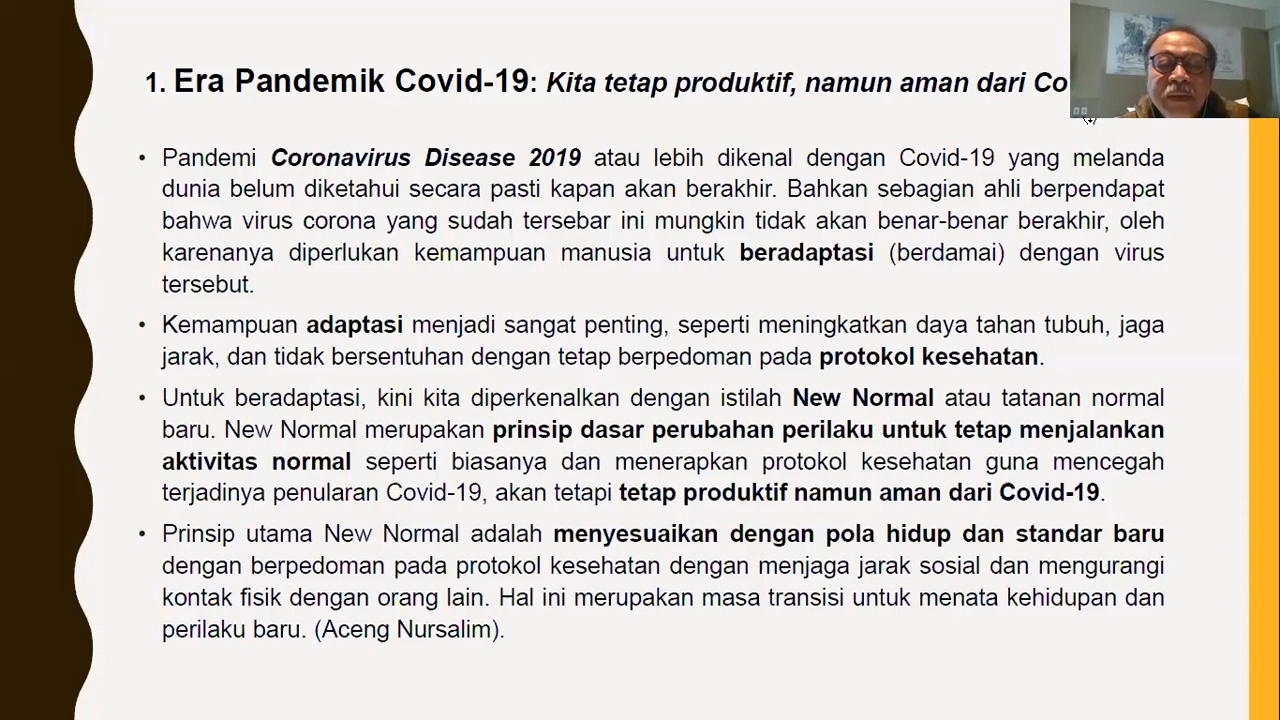 1. Era Pandemik Covid-19: Kita tetap produktif, namun aman dari
• Pandemi Coronavirus Disease 2019 atau lebih dikenal dengan Covid-19 yang melanda
dunia belum diketahui secara pasti kapan akan berakhir. Bahkan sebagian ahli berpendapat
bahwa virus corona yang sudah tersebar ini mungkin tidak akan benar-benar berakhir, oleh
karenanya diperlukan kemampuan manusia untuk beradaptasi (berdamai) dengan virus
tersebut.
• Kemampuan adaptasi menjadi sangat penting, seperti meningkatkan daya tahan tubuh, jaga
jarak, dan tidak bersentuhan dengan tetap berpedoman pada protokol kesehatan.
• Untuk beradaptasi, kini kita diperkenalkan dengan istilah New Normal atau tatanan normal
baru. New Normal merupakan prinsip dasar perubahan perilaku untuk tetap menjalankan
aktivitas normal seperti biasanya dan menerapkan protokol kesehatan guna mencegah
terjadinya penularan Covid-19, akan tetapi tetap produktif namun aman dari Covid-19.
• Prinsip utama New Normal adalah menyesuaikan dengan pola hidup dan standar baru
dengan berpedoman pada protokol kesehatan dengan menjaga jarak sosial dan mengurangi
kontak fisik dengan orang lain. Hal ini merupakan masa transisi untuk menata kehidupan dan
perilaku baru. (Aceng Nursalim).